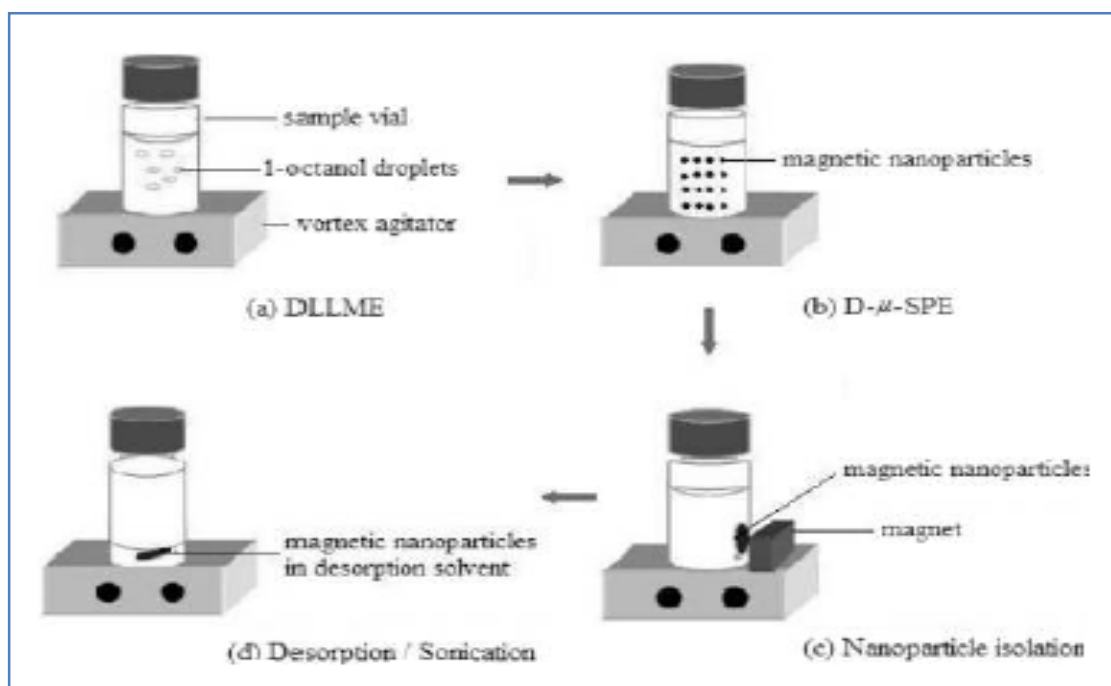 sample vial
1-octanol droplets
vortex agitator
(a) DLLME
magnetic nanoparticles
(b) D-μ-SPE
magnetic nanoparticles
magnet
(c) Nanoparticle isolation
magnetic nanoparticles
in desorption solvent
(d) Desorption / Sonication